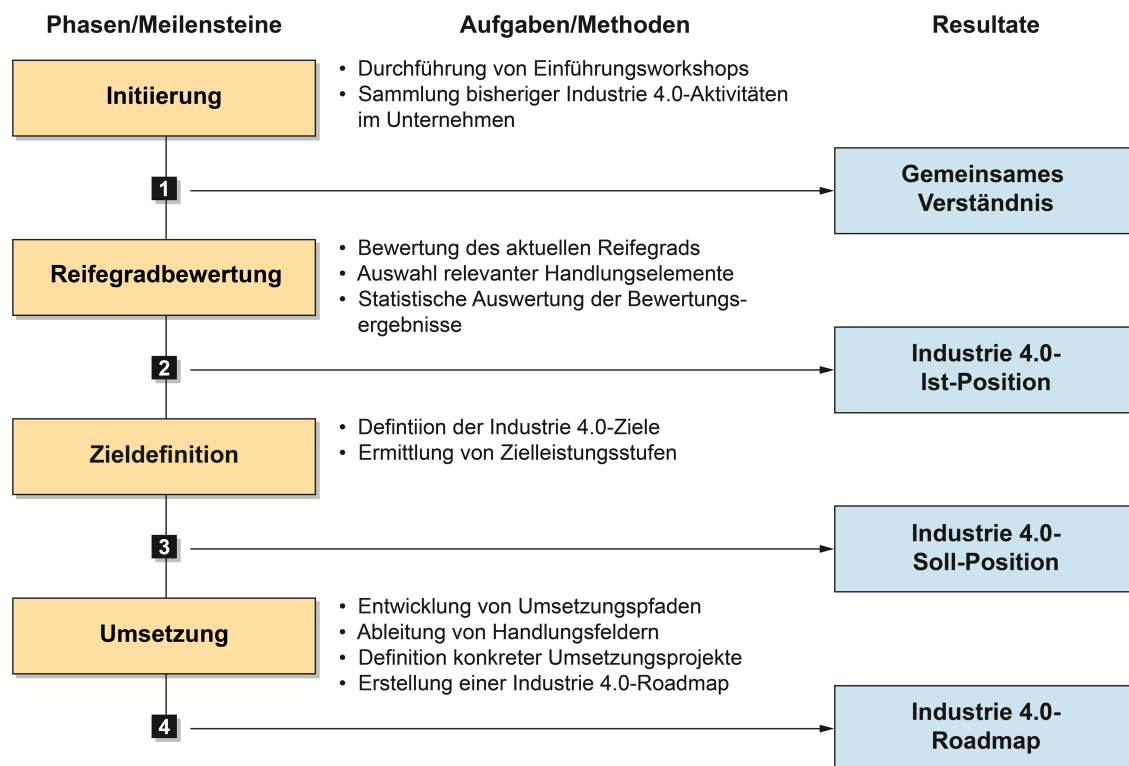 Phasen/Meilensteine
Aufgaben/Methoden
Resultate
Initiierung
• Durchführung von Einführungsworkshops
• Sammlung bisheriger Industrie 4.0-Aktivitäten
im Unternehmen
1
Gemeinsames
Verständnis
Reifegradbewertung
• Bewertung des aktuellen Reifegrads
• Auswahl relevanter Handlungselemente
• Statistische Auswertung der Bewertungs-
ergebnisse
2
Industrie 4.0-
Ist-Position
Zieldefinition
• Defintiion der Industrie 4.0-Ziele
• Ermittlung von Zielleistungsstufen
3
Industrie 4.0-
Soll-Position
Umsetzung
• Entwicklung von Umsetzungspfaden
• Ableitung von Handlungsfeldern
• Definition konkreter Umsetzungsprojekte
• Erstellung einer Industrie 4.0-Roadmap
4
Industrie 4.0-
Roadmap